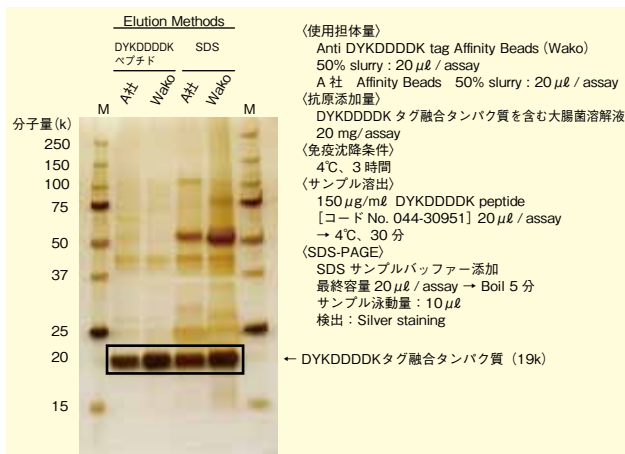 Elution Methods
DYKDDDDK
ペプチド
SDS
A社
Wako
A社
Wako
M
M
分子量(k)
250
150
100
75
50
37
25
20
15
〈使用担体量〉
Anti DYKDDDDK tag Affinity Beads (Wako)
50% slurry : 20 μℓ / assay
A 社 Affinity Beads 50% slurry : 20 μℓ / assay
〈抗原添加量〉
DYKDDDDK タグ融合タンパク質を含む大腸菌溶解液
20 mg/assay
〈免疫沈降条件〉
4℃、3 時間
〈サンプル溶出〉
150 μg/mℓ DYKDDDDK peptide
[コード No. 044-30951] 20 μℓ / assay
→ 4℃、30 分
〈SDS-PAGE〉
SDS サンプルバッファー添加
最終容量 20 μℓ / assay → Boil 5 分
サンプル泳動量：10 μℓ
検出：Silver staining
← DYKDDDDKタグ融合タンパク質（19k）